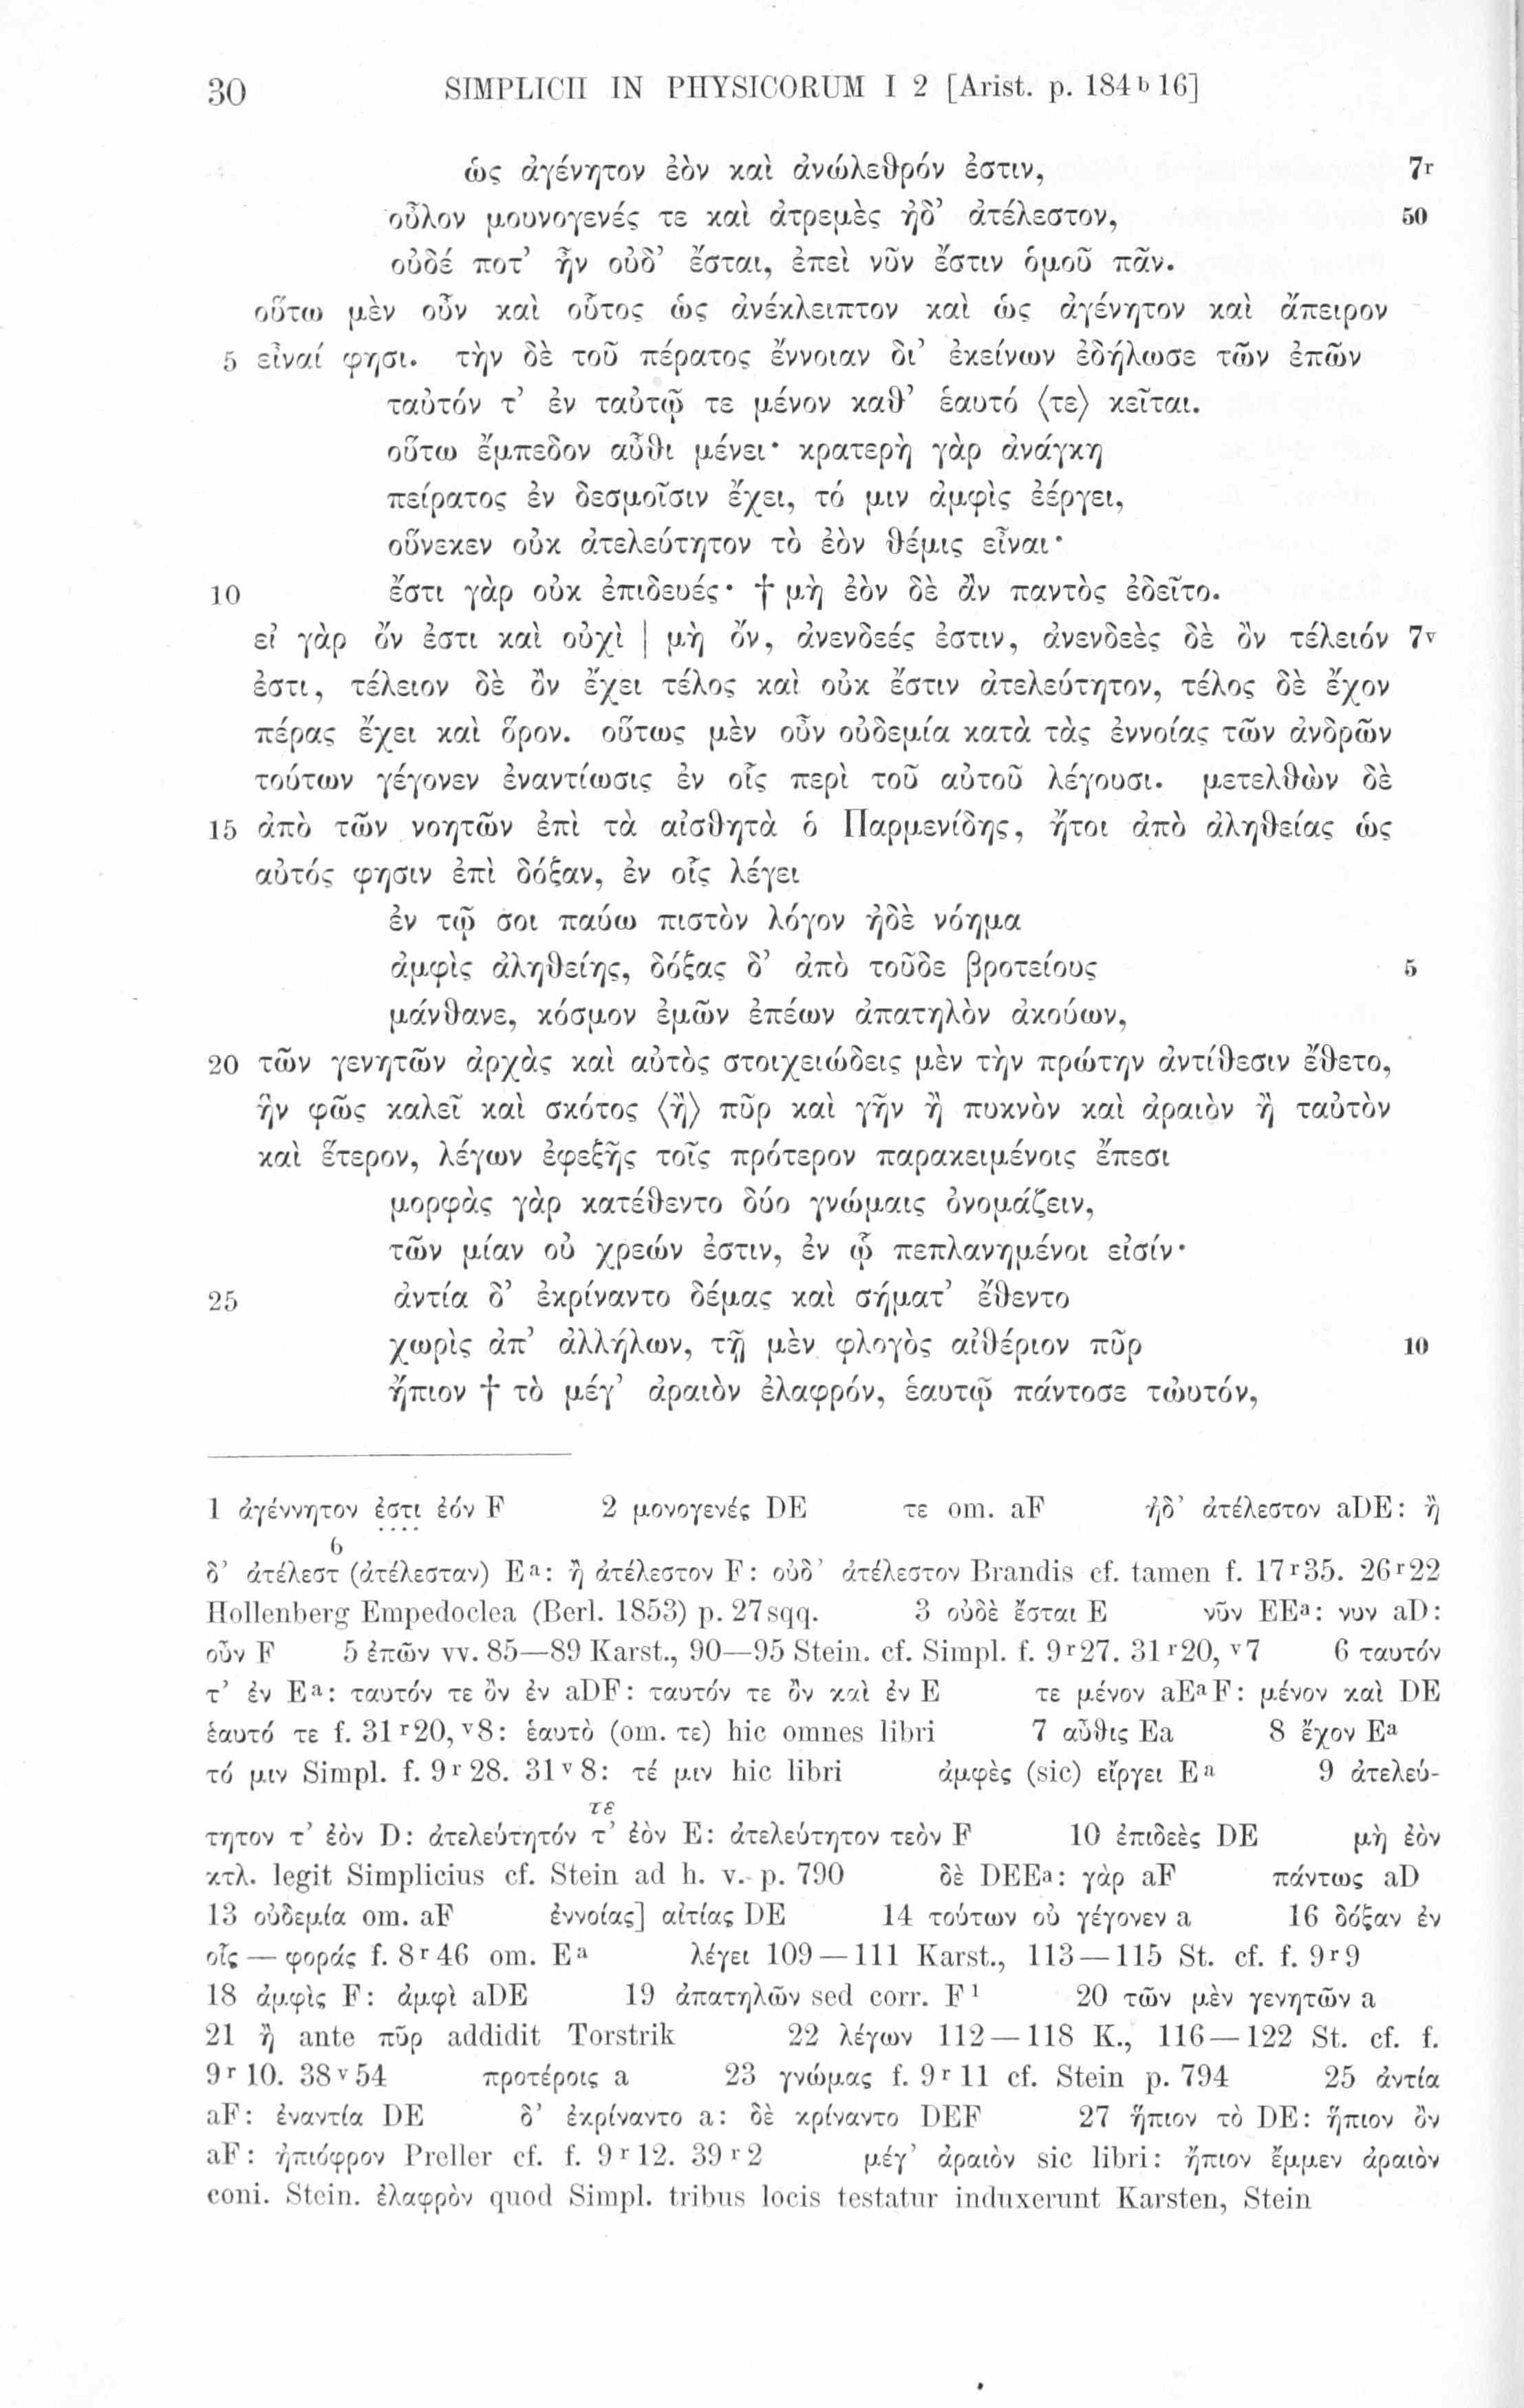 30 SIMPLICII IN PHYSICORUM I 2 [Arist. p. 184ᵇ16]
ὡς ἀγένητον ἐὸν καὶ ἀνώλεθρόν ἐστιν, 7ʳ
οὖλον μουνογενές τε καὶ ἀτρεμὲς ἠδ’ ἀτέλεστον, 50
οὐδέ ποτ’ ἦν οὐδ’ ἔσται, ἐπεὶ νῦν ἔστιν ὁμοῦ πᾶν.
οὕτω μὲν οὖν καὶ οὗτος ὡς ἀνέκλειπτον καὶ ὡς ἀγένητον καὶ ἄπειρον
5 εἶναί φησι. τὴν δὲ τοῦ πέρατος ἔννοιαν δι’ ἐκείνων ἐδήλωσε τῶν ἐπῶν
ταὐτόν τ’ ἐν ταὐτῷ τε μένον καθ’ ἑαυτό ⟨τε⟩ κεῖται.
οὕτω ἔμπεδον αὖθι μένει· κρατερὴ γὰρ ἀνάγκη
πείρατος ἐν δεσμοῖσιν ἔχει, τό μιν ἀμφὶς ἐέργει,
οὕνεκεν οὐκ ἀτελεύτητον τὸ ἐὸν θέμις εἶναι·
10 ἔστι γὰρ οὐκ ἐπιδευές· † μὴ ἐὸν δὲ ἂν παντὸς ἐδεῖτο.
εἰ γὰρ ὄν ἐστι καὶ οὐχὶ | μὴ ὄν, ἀνενδεές ἐστιν, ἀνενδεὲς δὲ ὂν τέλειόν 7ᵛ
ἐστι, τέλειον δὲ ὂν ἔχει τέλος καὶ οὐκ ἔστιν ἀτελεύτητον, τέλος δὲ ἔχον
πέρας ἔχει καὶ ὅρον. οὕτως μὲν οὖν οὐδεμία κατὰ τὰς ἐννοίας τῶν ἀνδρῶν
τούτων γέγονεν ἐναντίωσις ἐν οἷς περὶ τοῦ αὐτοῦ λέγουσι. μετελθὼν δὲ
15 ἀπὸ τῶν νοητῶν ἐπὶ τὰ αἰσθητὰ ὁ Παρμενίδης, ἤτοι ἀπὸ ἀληθείας ὡς
αὐτός φησιν ἐπὶ δόξαν, ἐν οἷς λέγει
ἐν τῷ σοι παύω πιστὸν λόγον ἠδὲ νόημα
ἀμφὶς ἀληθείης, δόξας δ’ ἀπὸ τοῦδε βροτείους 5
μάνθανε, κόσμον ἐμῶν ἐπέων ἀπατηλὸν ἀκούων,
20 τῶν γενητῶν ἀρχὰς καὶ αὐτὸς στοιχειώδεις μὲν τὴν πρώτην ἀντίθεσιν ἔθετο,
ἣν φῶς καλεῖ καὶ σκότος ⟨ἢ⟩ πῦρ καὶ γῆν ἢ πυκνὸν καὶ ἀραιὸν ἢ ταὐτὸν
καὶ ἕτερον, λέγων ἐφεξῆς τοῖς πρότερον παρακειμένοις ἔπεσι
μορφὰς γὰρ κατέθεντο δύο γνώμαις ὀνομάζειν,
τῶν μίαν οὐ χρεών ἐστιν, ἐν ᾧ πεπλανημένοι εἰσίν·
25 ἀντία δ’ ἐκρίναντο δέμας καὶ σήματ’ ἔθεντο
χωρὶς ἀπ’ ἀλλήλων, τῇ μὲν φλογὸς αἰθέριον πῦρ 10
ἤπιον † τὸ μέγ’ ἀραιὸν ἐλαφρόν, ἑαυτῷ πάντοσε τὠυτόν,
1 ἀγέννητον ἐστι ἐόν F 2 μονογενές DE τε om. aF ἠδ’ ἀτέλεστον aDE: ἢ
δ’ ἀτέλεστ (ἀτέλεσταν) Eᵃ: ἢ ἀτέλεστον F: οὐδ’ ἀτέλεστον Brandis cf. tamen f. 17ʳ35. 26ʳ22
Hollenberg Empedoclea (Berl. 1853) p. 27sqq. 3 οὐδὲ ἔσται E νῦν EEᵃ: νυν aD:
οὖν F 5 ἐπῶν vv. 85—89 Karst., 90—95 Stein. cf. Simpl. f. 9ʳ27. 31ʳ20, ᵛ7 6 ταυτόν
τ’ ἐν Eᵃ: ταυτόν τε ὂν ἐν aDF: ταυτόν τε ὂν καὶ ἐν E τε μένον aEᵃF: μένον καὶ DE
ἑαυτό τε f. 31ʳ20, ᵛ8: ἑαυτὸ (om. τε) hic omnes libri 7 αὖθις Ea 8 ἔχον Eᵃ
τό μιν Simpl. f. 9ʳ28. 31ᵛ8: τέ μιν hic libri ἀμφὲς (sic) εἴργει Eᵃ 9 ἀτελεύ-
τε
τητον τ’ ἐὸν D: ἀτελεύτητόν τ’ ἐὸν E: ἀτελεύτητον τεὸν F 10 ἐπιδεὲς DE μὴ ἐὸν
κτλ. legit Simplicius cf. Stein ad h. v. p. 790 δὲ DEEa: γὰρ aF πάντως aD
13 οὐδεμία om. aF ἐννοίας] αἰτίας DE 14 τούτων οὐ γέγονεν a 16 δόξαν ἐν
οἷς — φοράς f. 8ʳ46 om. Eᵃ λέγει 109—111 Karst., 113—115 St. cf. f. 9ʳ9
18 ἀμφὶς F: ἀμφὶ aDE 19 ἀπατηλῶν sed corr. F¹ 20 τῶν μὲν γενητῶν a
21 ἢ ante πῦρ addidit Torstrik 22 λέγων 112—118 K., 116—122 St. cf. f.
9ʳ10. 38ᵛ54 προτέροις a 23 γνώμας f. 9ʳ11 cf. Stein p. 794 25 ἀντία
aF: ἐναντία DE δ’ ἐκρίναντο a: δὲ κρίναντο DEF 27 ἤπιον τὸ DE: ἤπιον ὂν
aF: ἠπιόφρον Preller cf. f. 9ʳ12. 39ʳ2 μέγ’ ἀραιὸν sic libri: ἤπιον ἔμμεν ἀραιὸν
coni. Stein. ἐλαφρὸν quod Simpl. tribus locis testatur induxerunt Karsten, Stein